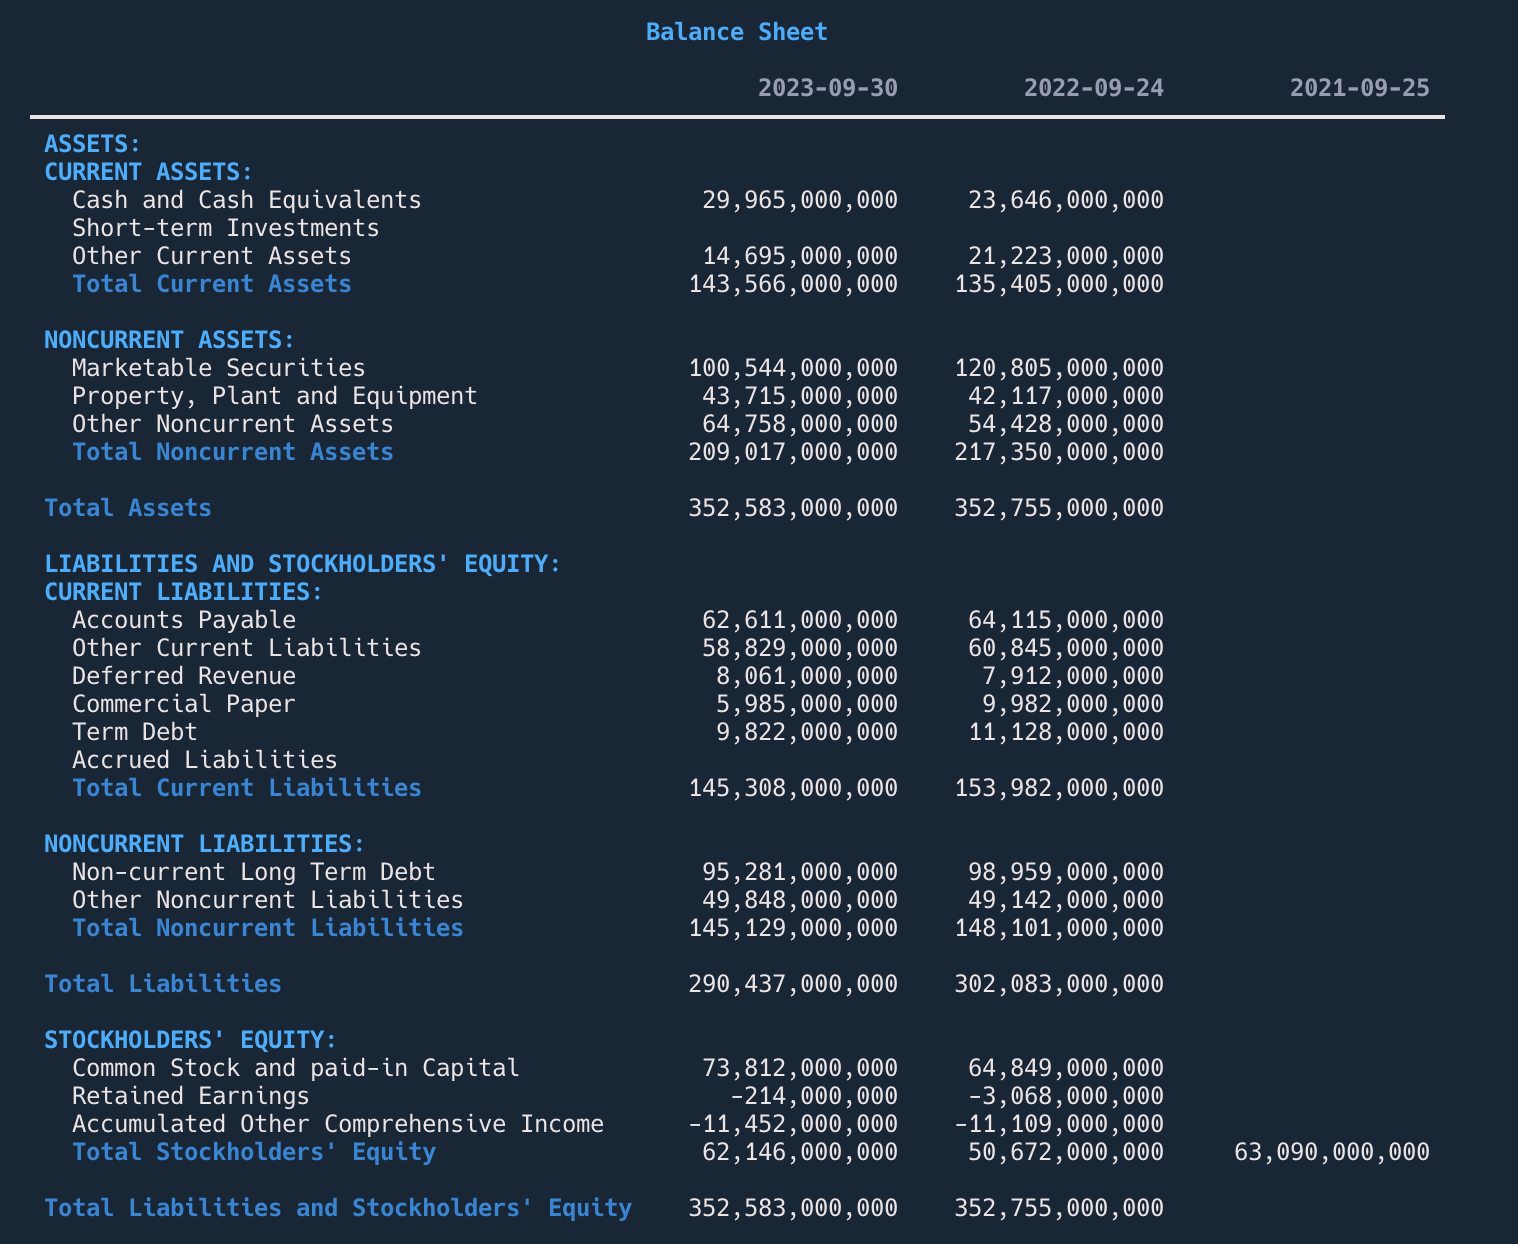 Balance Sheet
2023-09-30 2022-09-24 2021-09-25
ASSETS:
CURRENT ASSETS:
Cash and Cash Equivalents 29,965,000,000 23,646,000,000
Short-term Investments
Other Current Assets 14,695,000,000 21,223,000,000
Total Current Assets 143,566,000,000 135,405,000,000
NONCURRENT ASSETS:
Marketable Securities 100,544,000,000 120,805,000,000
Property, Plant and Equipment 43,715,000,000 42,117,000,000
Other Noncurrent Assets 64,758,000,000 54,428,000,000
Total Noncurrent Assets 209,017,000,000 217,350,000,000
Total Assets 352,583,000,000 352,755,000,000
LIABILITIES AND STOCKHOLDERS' EQUITY:
CURRENT LIABILITIES:
Accounts Payable 62,611,000,000 64,115,000,000
Other Current Liabilities 58,829,000,000 60,845,000,000
Deferred Revenue 8,061,000,000 7,912,000,000
Commercial Paper 5,985,000,000 9,982,000,000
Term Debt 9,822,000,000 11,128,000,000
Accrued Liabilities
Total Current Liabilities 145,308,000,000 153,982,000,000
NONCURRENT LIABILITIES:
Non-current Long Term Debt 95,281,000,000 98,959,000,000
Other Noncurrent Liabilities 49,848,000,000 49,142,000,000
Total Noncurrent Liabilities 145,129,000,000 148,101,000,000
Total Liabilities 290,437,000,000 302,083,000,000
STOCKHOLDERS' EQUITY:
Common Stock and paid-in Capital 73,812,000,000 64,849,000,000
Retained Earnings -214,000,000 -3,068,000,000
Accumulated Other Comprehensive Income -11,452,000,000 -11,109,000,000
Total Stockholders' Equity 62,146,000,000 50,672,000,000 63,090,000,000
Total Liabilities and Stockholders' Equity 352,583,000,000 352,755,000,000